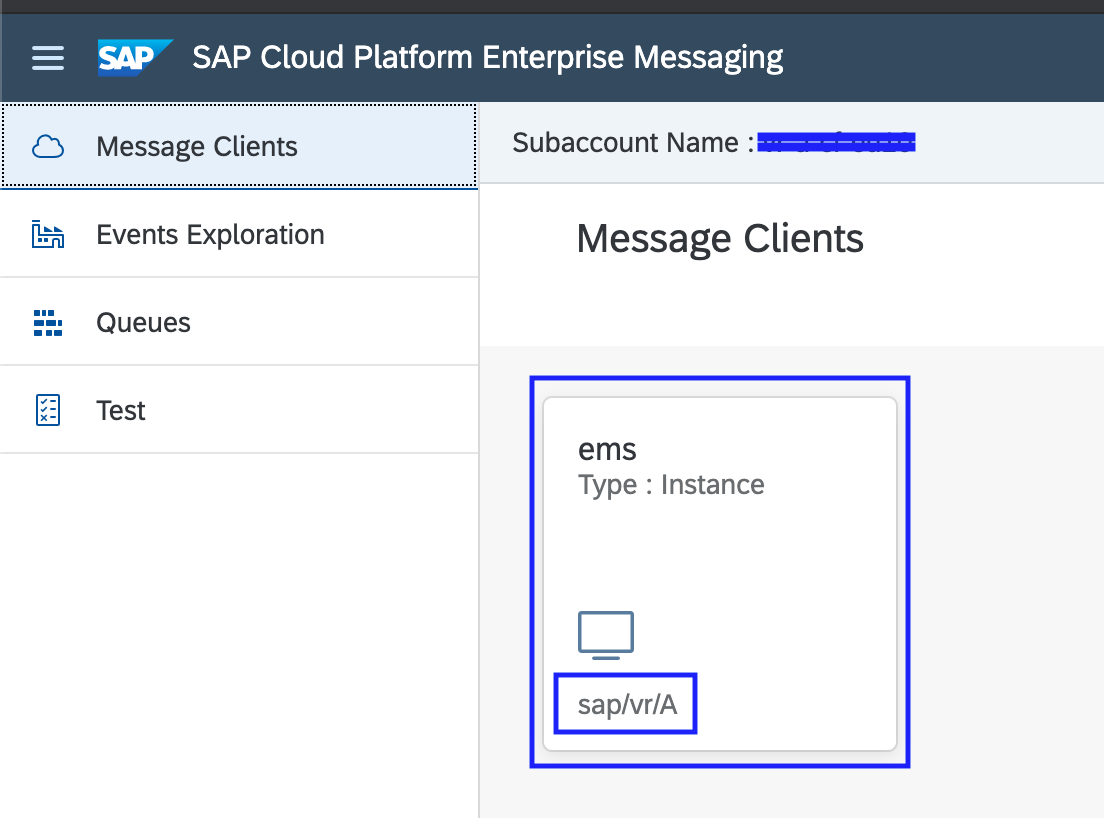 SAP SAP Cloud Platform Enterprise Messaging
Message Clients
Events Exploration
Queues
Test
Subaccount Name :
Message Clients
ems
Type : Instance
sap/vr/A